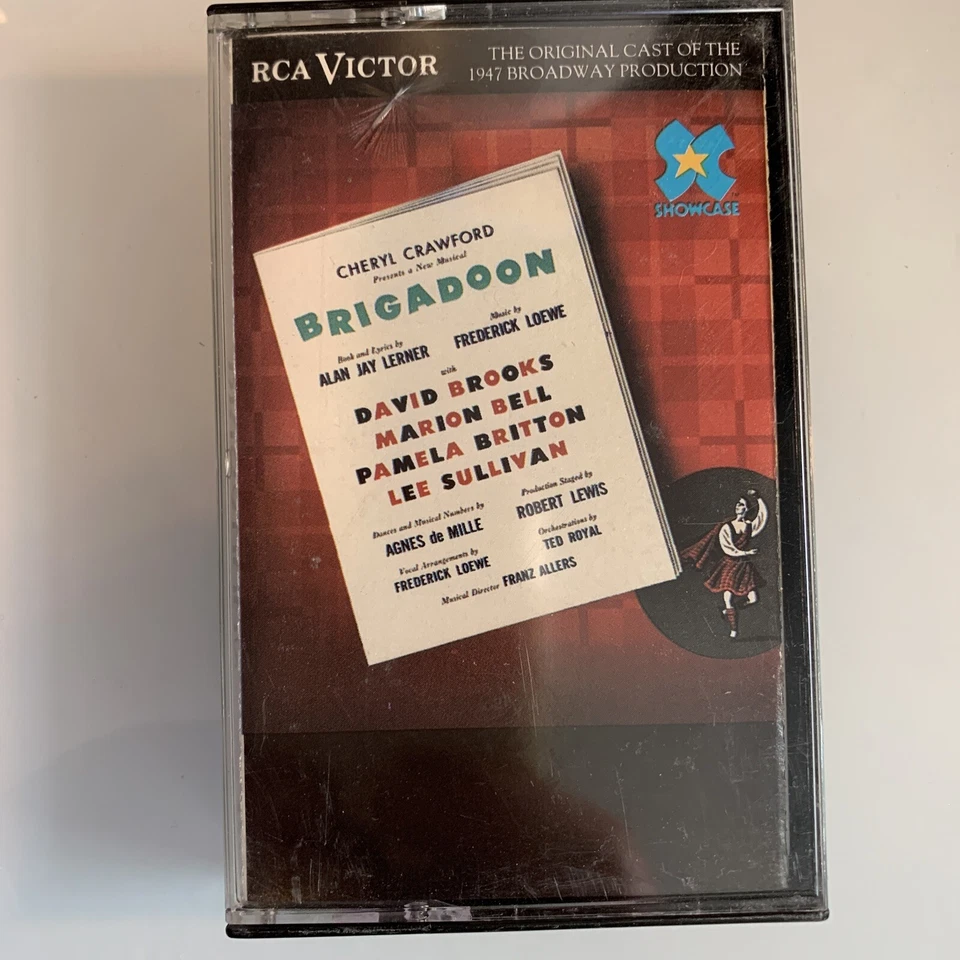 RCA VICTOR
THE ORIGINAL CAST OF THE
1947 BROADWAY PRODUCTION
SHOWCASE
CHERYL CRAWFORD
Presents a New Musical
BRIGADOON
Book and Lyrics by
ALAN JAY LERNER
Music by
FREDERICK LOEWE
with
DAVID BROOKS
MARION BELL
PAMELA BRITTON
LEE SULLIVAN
Dances and Musical Numbers by
AGNES de MILLE
Production Staged by
ROBERT LEWIS
Vocal Arrangements by
FREDERICK LOEWE
Orchestrations by
TED ROYAL
Musical Director FRANZ ALLERS